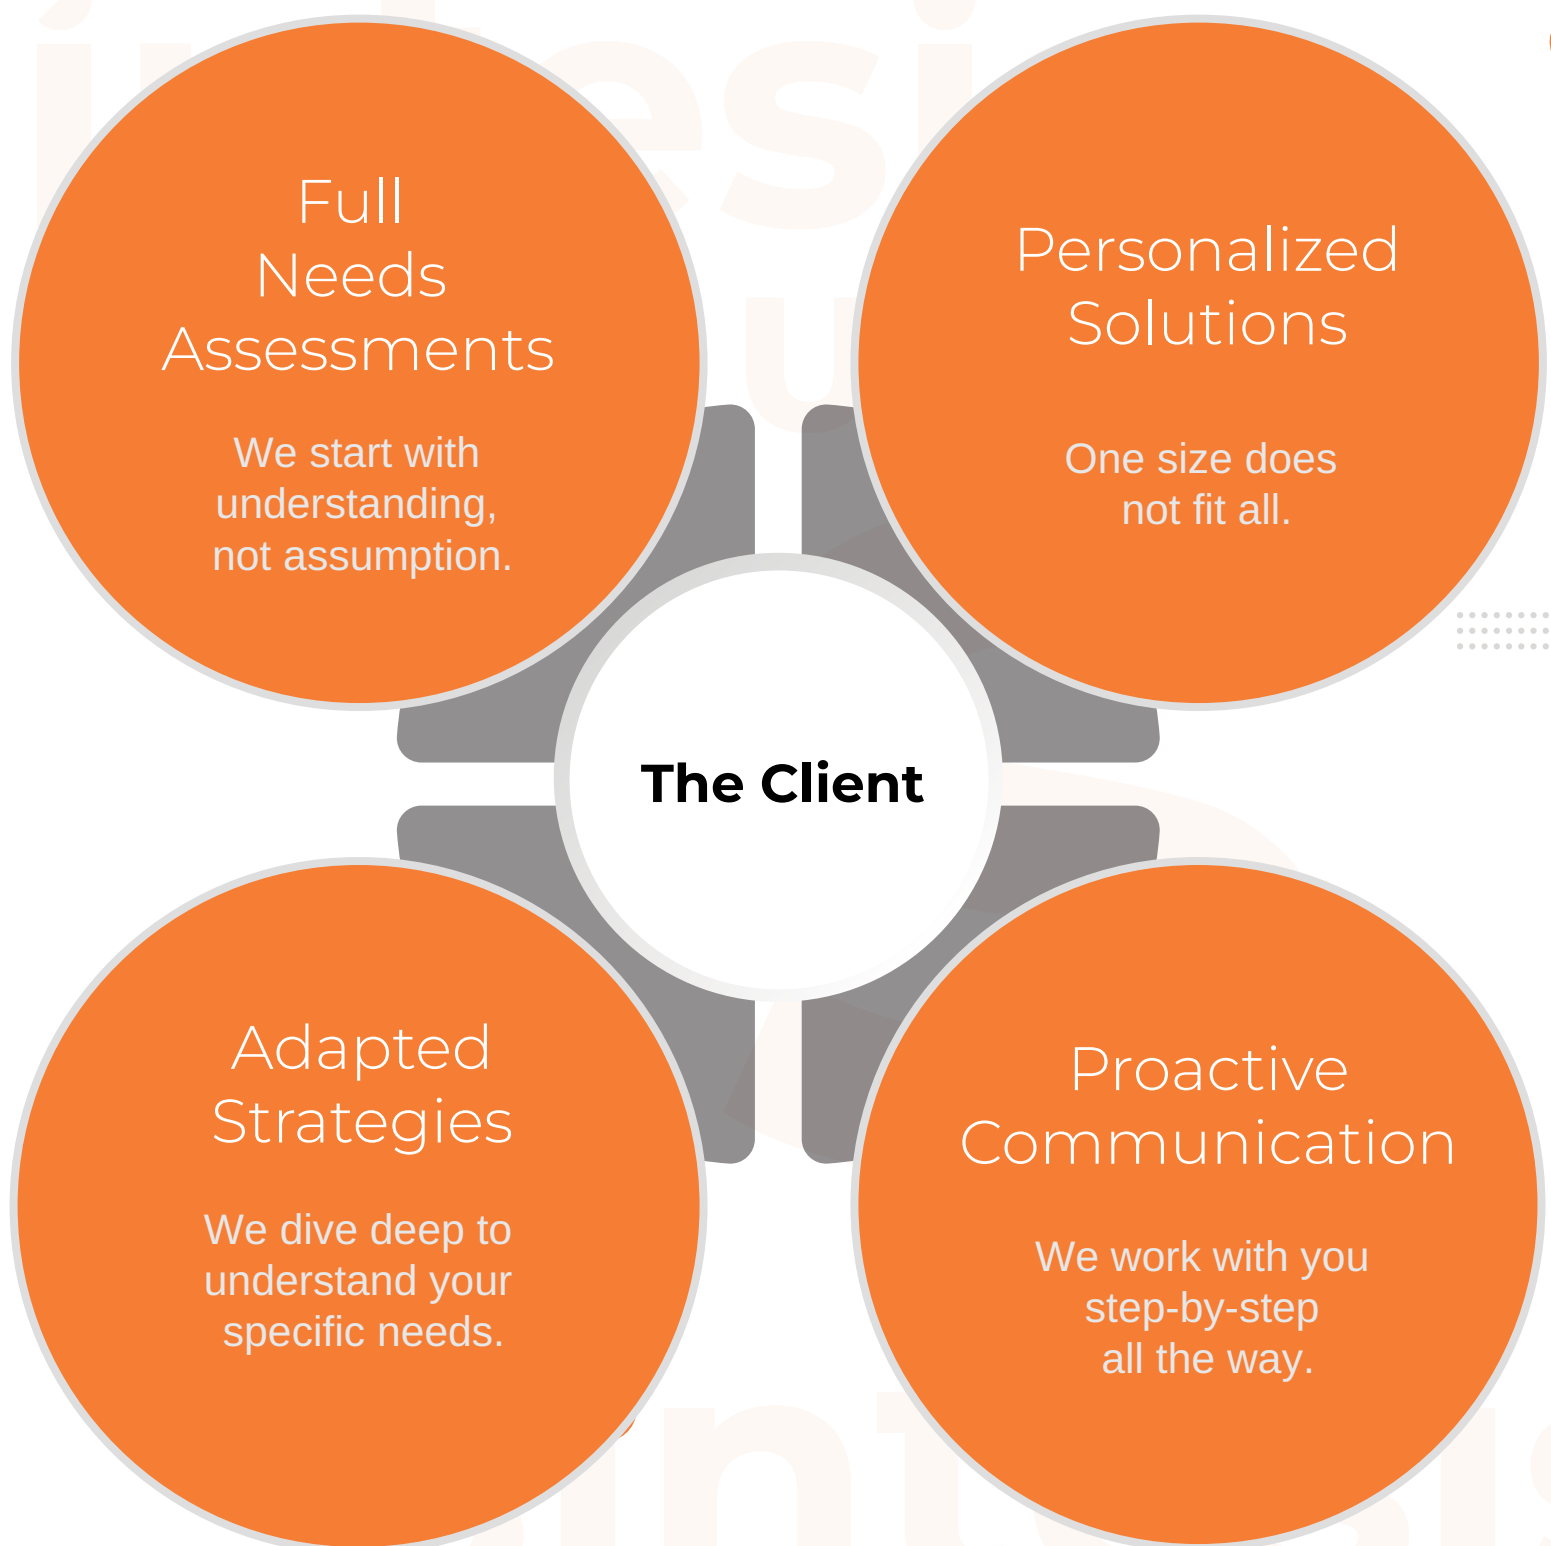 Full
Needs
Assessments
We start with
understanding,
not assumption.
Personalized
Solutions
One size does
not fit all.
The Client
Adapted
Strategies
We dive deep to
understand your
specific needs.
Proactive
Communication
We work with you
step-by-step
all the way.